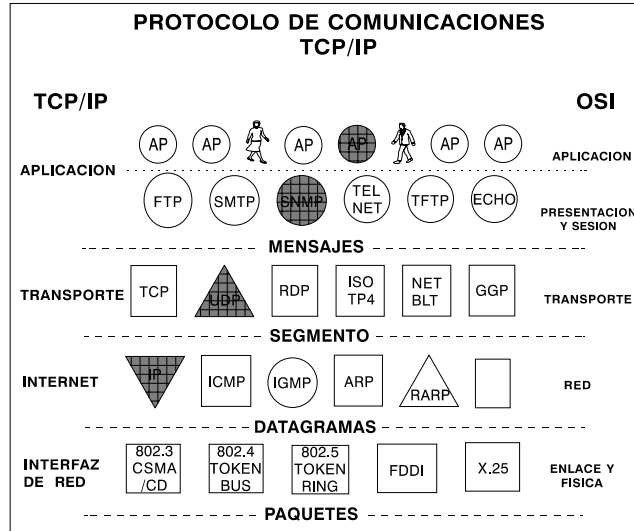 PROTOCOLO DE COMUNICACIONES
TCP/IP
TCP/IP
OSI
AP AP AP AP AP AP
APLICACION
APLICACION
FTP SMTP SNMP TEL NET TFTP ECHO
PRESENTACION
Y SESION
MENSAJES
TRANSPORTE
TCP UDP RDP ISO TP4 NET BLT GGP
TRANSPORTE
SEGMENTO
INTERNET
IP ICMP IGMP ARP RARP
RED
DATAGRAMAS
INTERFAZ
DE RED
802.3
CSMA
/CD
802.4
TOKEN
BUS
802.5
TOKEN
RING
FDDI
X.25
ENLACE Y
FISICA
PAQUETES